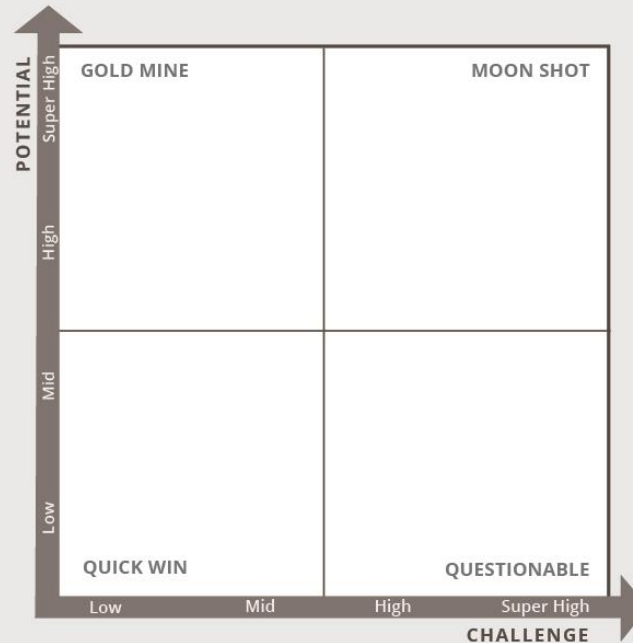 POTENTIAL
Super High
High
Mid
Low
GOLD MINE
MOON SHOT
QUICK WIN
QUESTIONABLE
Low Mid High Super High
CHALLENGE